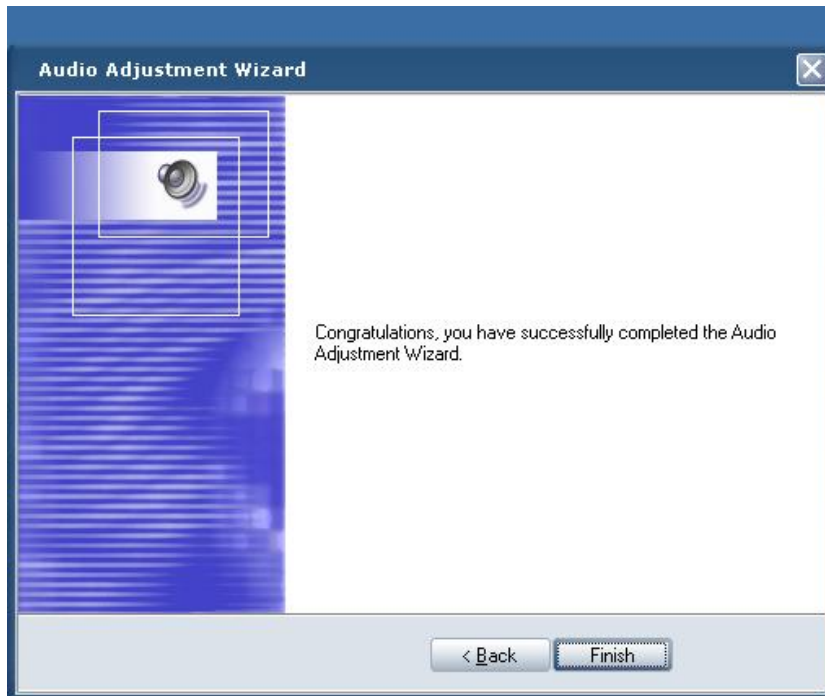 Audio Adjustment Wizard
Congratulations, you have successfully completed the Audio
Adjustment Wizard.
< Back
Finish